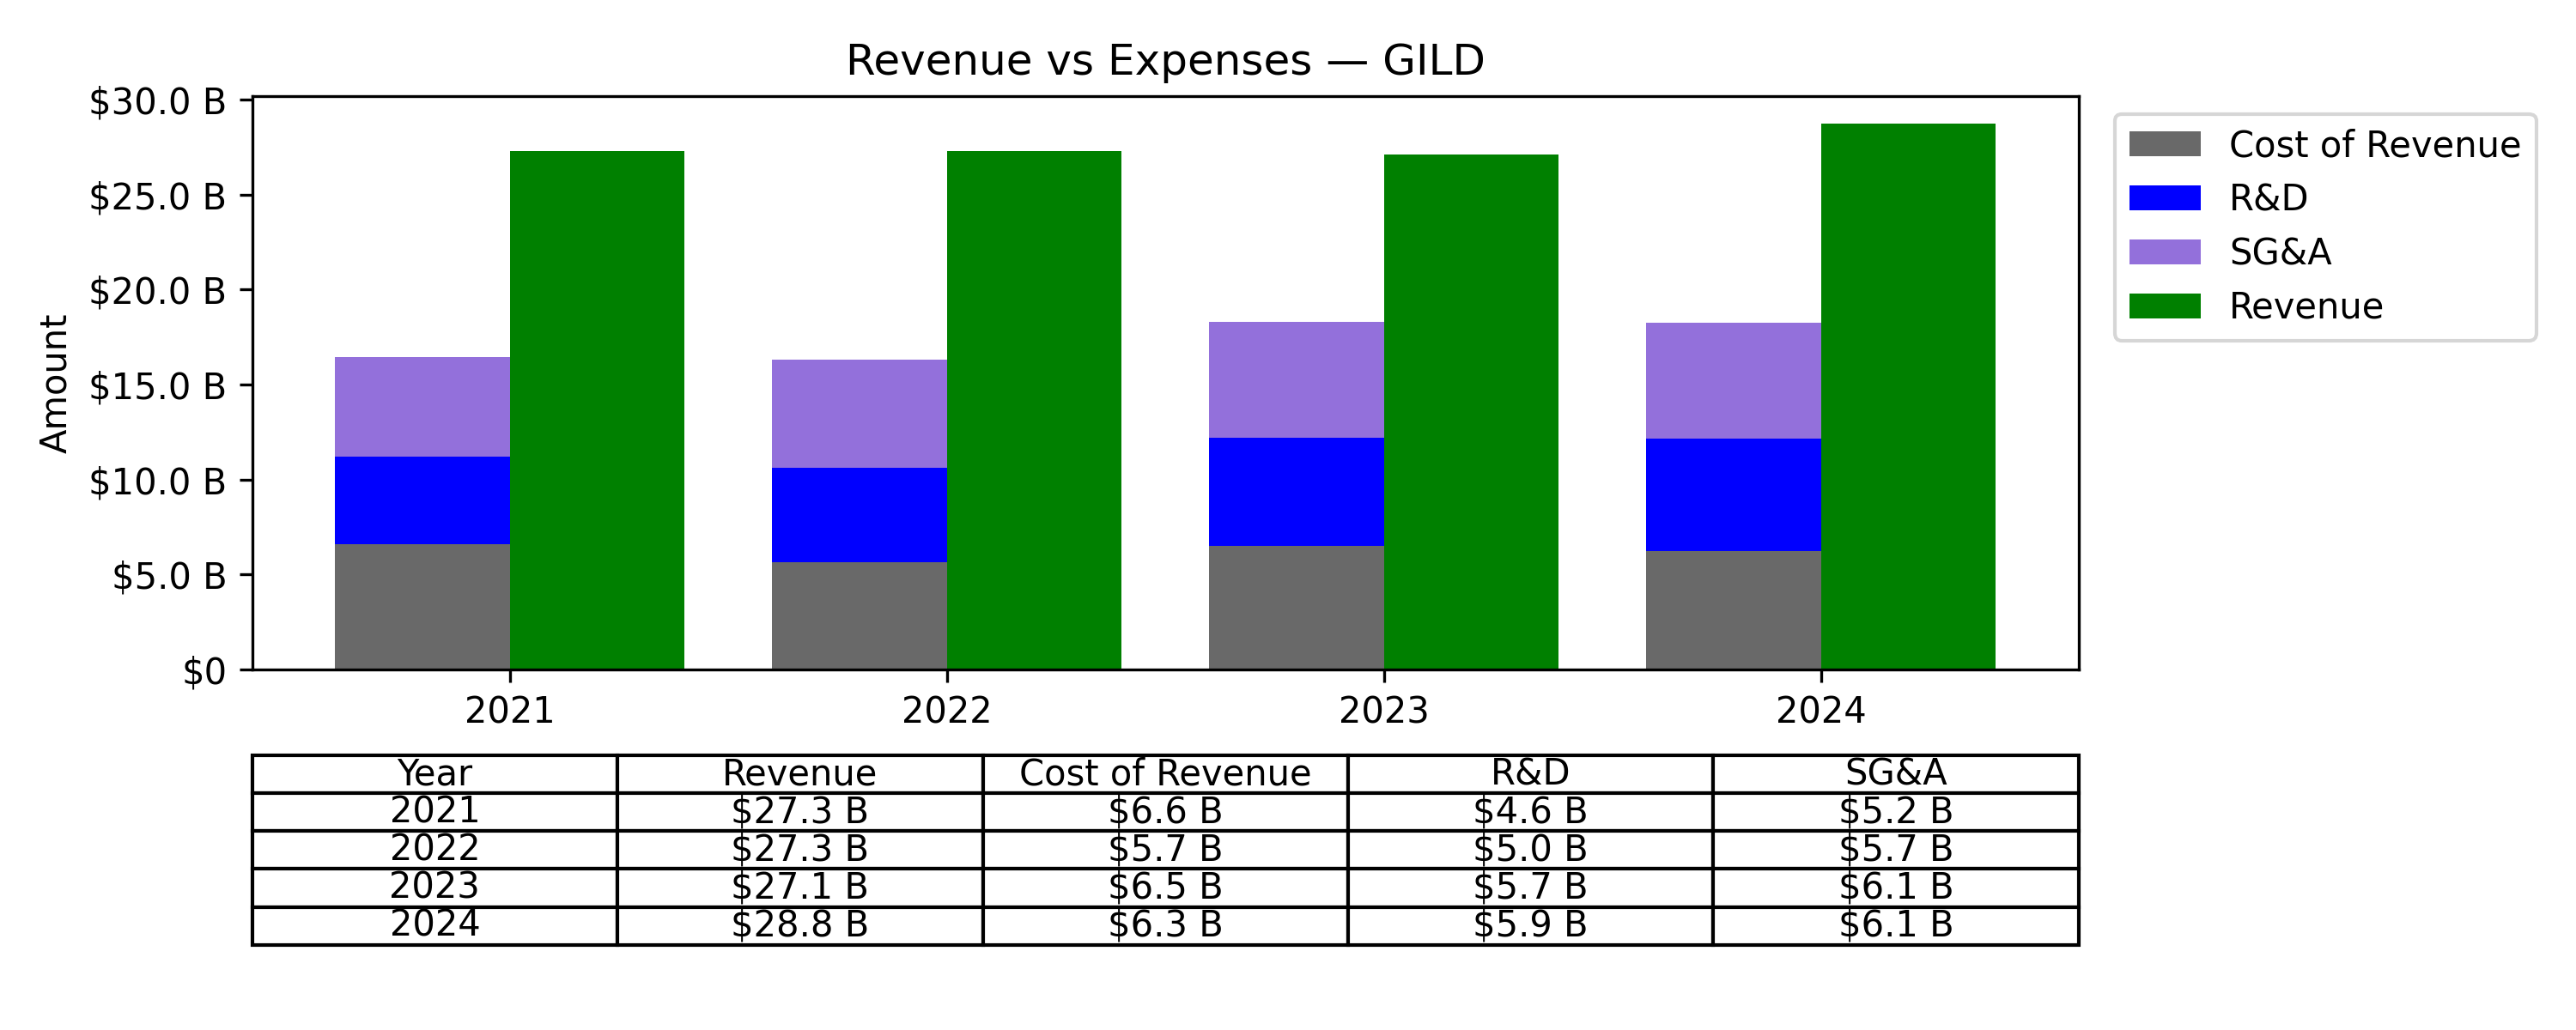 Revenue vs Expenses — GILD
$30.0 B
$25.0 B
$20.0 B
$15.0 B
$10.0 B
$5.0 B
$0
Amount
2021 2022 2023 2024
Cost of Revenue
R&D
SG&A
Revenue
Year Revenue Cost of Revenue R&D SG&A
2021 $27.3 B $6.6 B $4.6 B $5.2 B
2022 $27.3 B $5.7 B $5.0 B $5.7 B
2023 $27.1 B $6.5 B $5.7 B $6.1 B
2024 $28.8 B $6.3 B $5.9 B $6.1 B